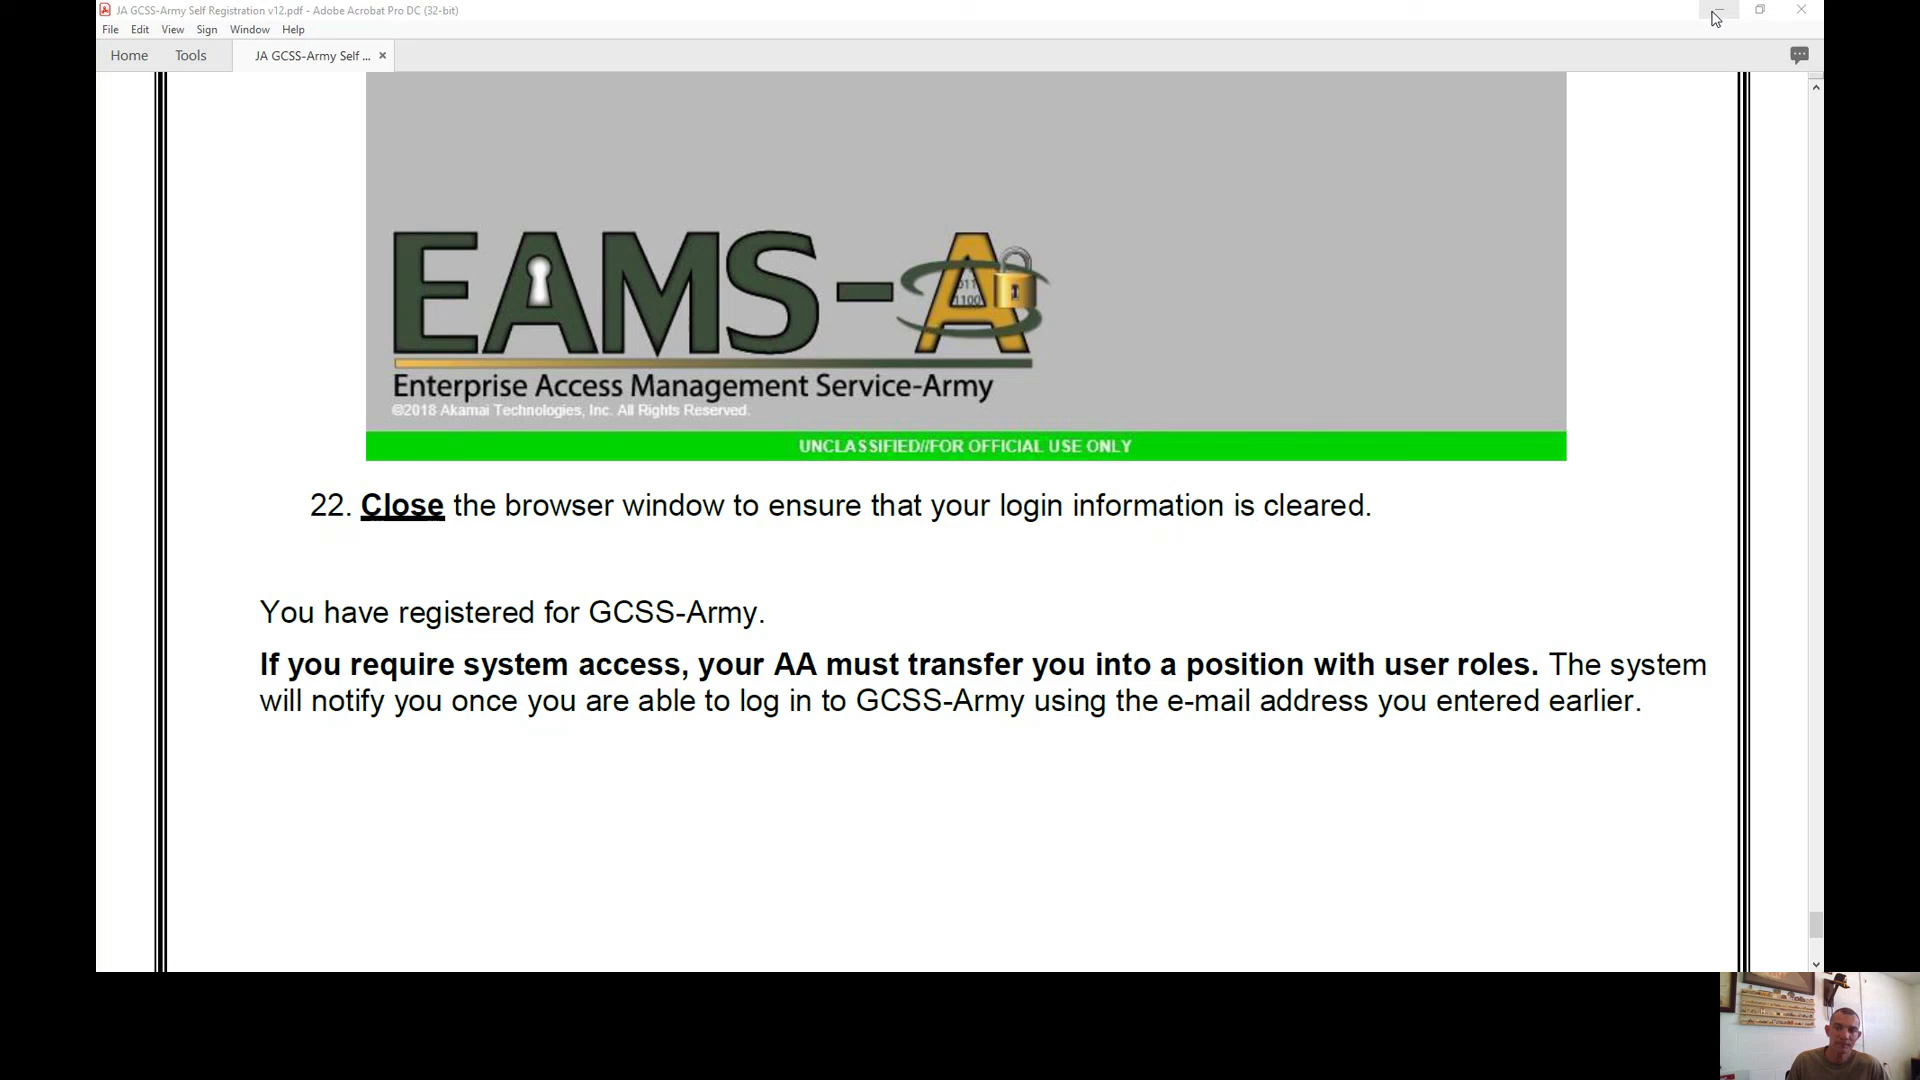 JA GCSS-Army Self Registration v12.pdf - Adobe Acrobat Pro DC (32-bit)
File Edit View Sign Window Help
Home Tools JA GCSS-Army Self ... ×
EAMS-A
011
1100
Enterprise Access Management Service-Army
©2018 Akamai Technologies, Inc. All Rights Reserved.
UNCLASSIFIED//FOR OFFICIAL USE ONLY
22. Close the browser window to ensure that your login information is cleared.
You have registered for GCSS-Army.
If you require system access, your AA must transfer you into a position with user roles. The system
will notify you once you are able to log in to GCSS-Army using the e-mail address you entered earlier.